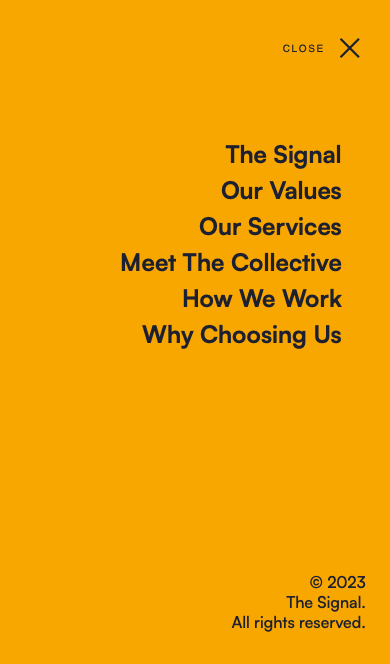 CLOSE
The Signal
Our Values
Our Services
Meet The Collective
How We Work
Why Choosing Us
© 2023
The Signal.
All rights reserved.